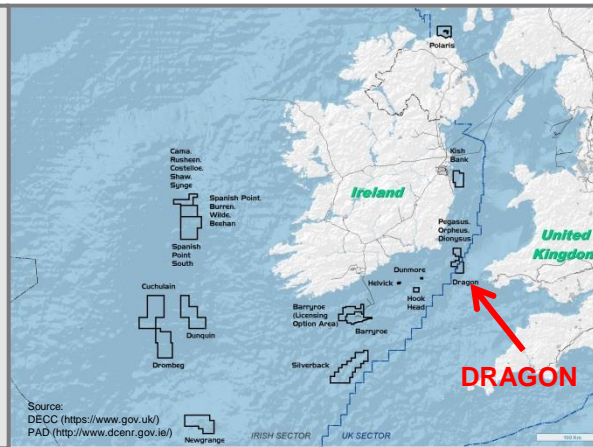 Polaris
Cama.
Rusheen.
Costelloe.
Shaw.
Synge
Kish
Bank
Ireland
Spanish Point.
Burren.
Wilde.
Beehan
Pegasus.
Orpheus.
Dionysus
United
Kingdom
Spanish
Point
South
Dunmore
Helvick
Dragon
Cuchulain
Hook
Head
Barryroe
(Licensing
Option Area)
Barryroe
Dunquin
Drombeg
Silverback
DRAGON
Source:
DECC (https://www.gov.uk/)
PAD (http://www.dcenr.gov.ie/)
Newgrange
IRISH SECTOR
UK SECTOR
100 Km